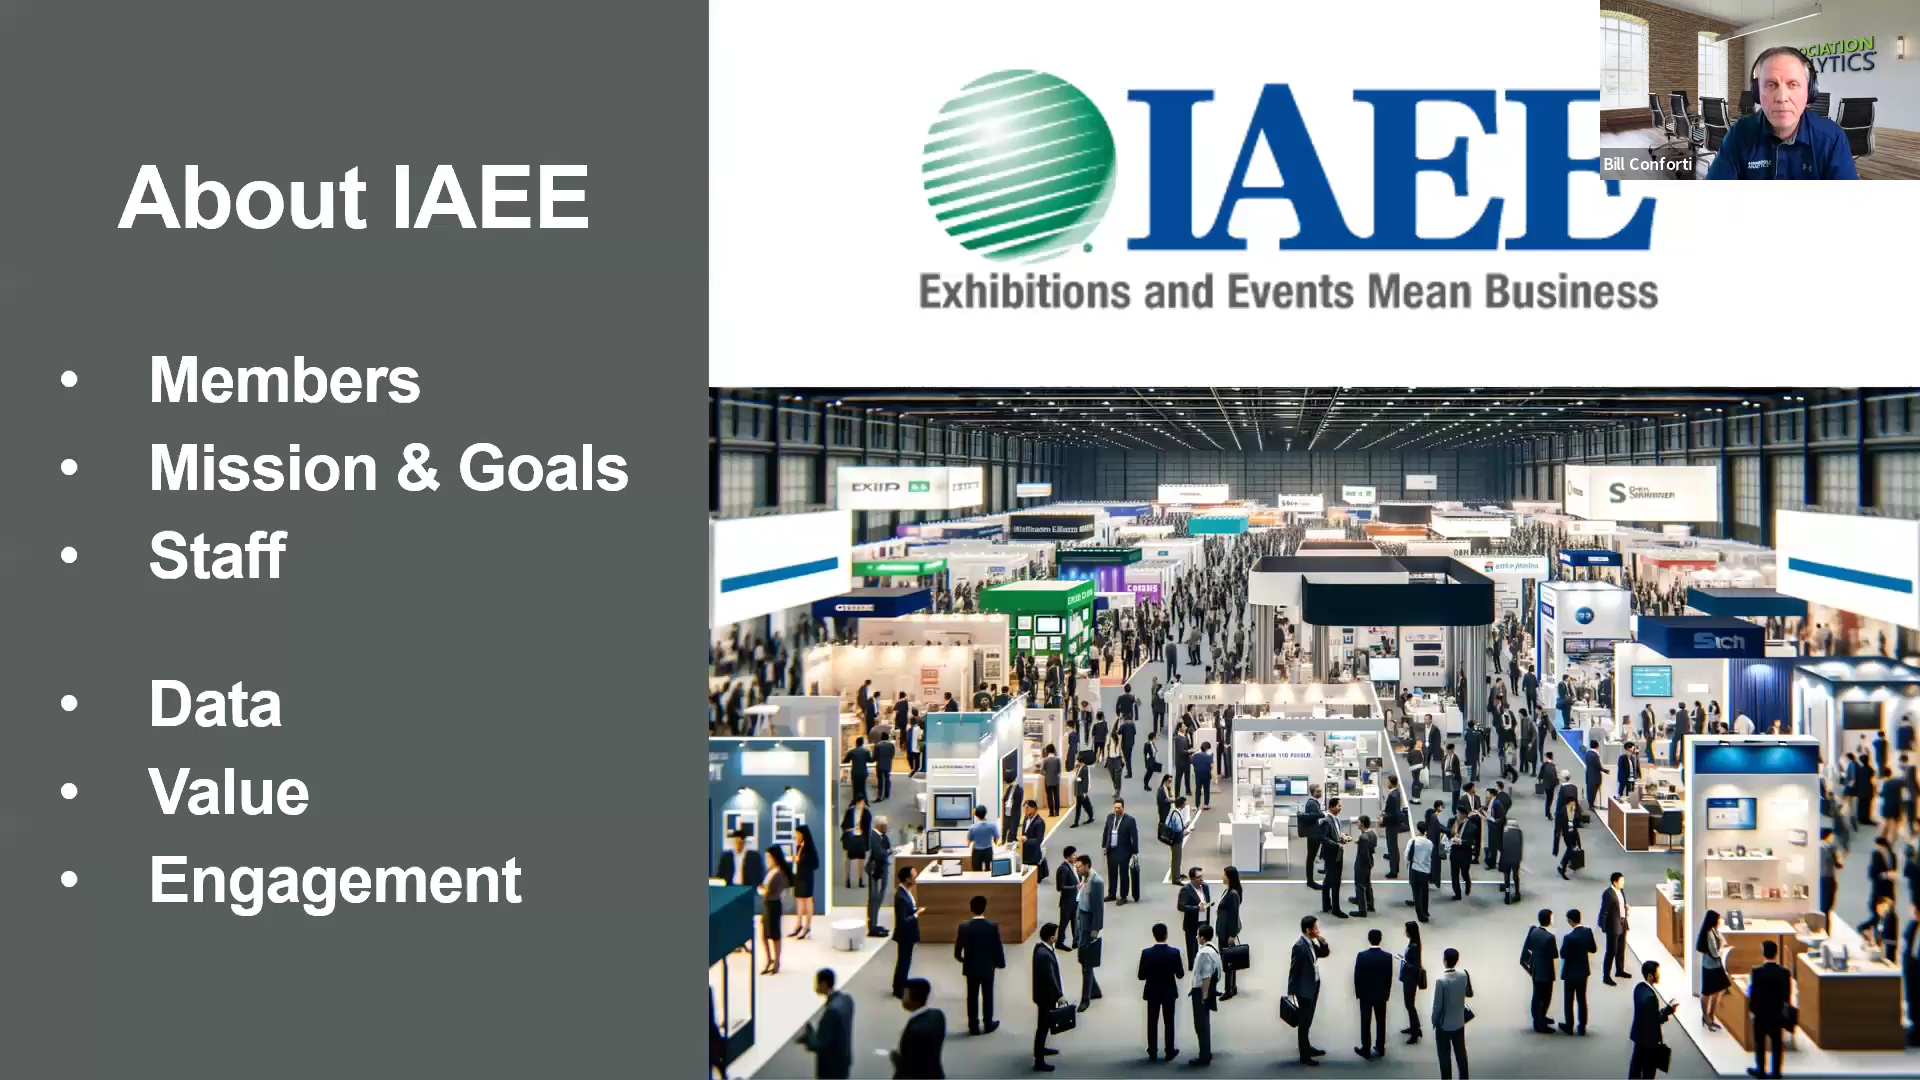 About IAEE
• Members
• Mission & Goals
• Staff
• Data
• Value
• Engagement
IAEE
Exhibitions and Events Mean Business
Bill Conforti